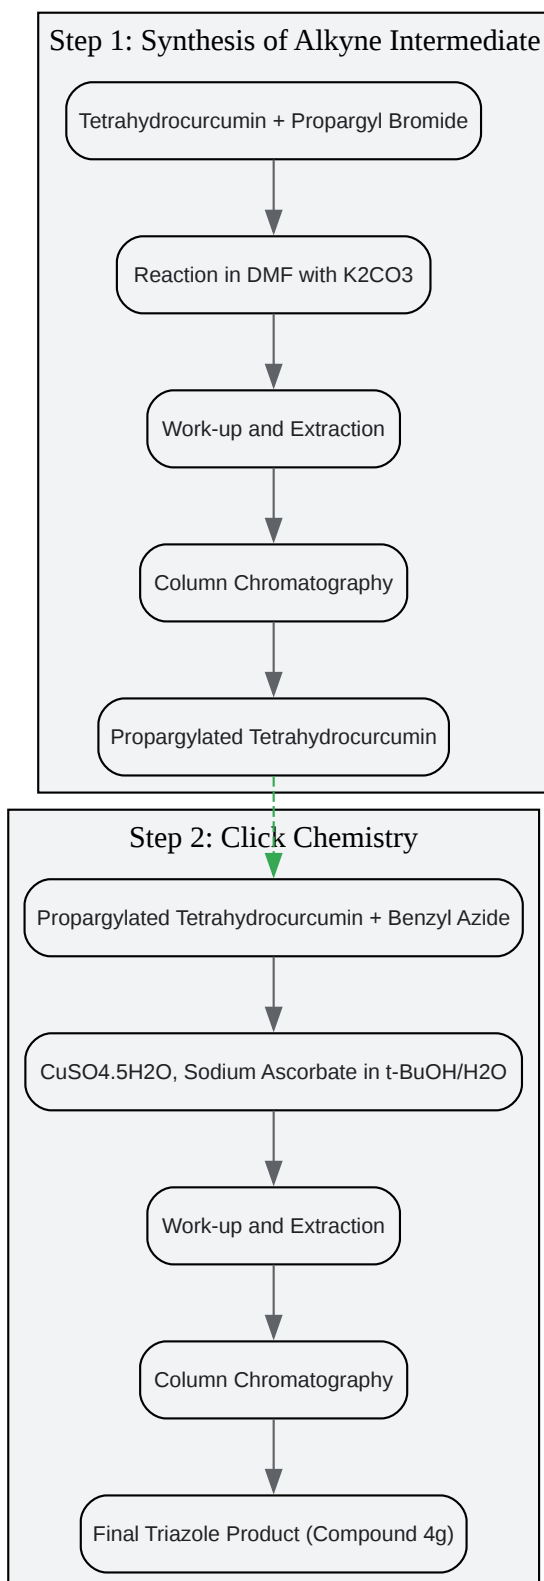 Step 1: Synthesis of Alkyne Intermediate
Tetrahydrocurcumin + Propargyl Bromide
Reaction in DMF with K2CO3
Work-up and Extraction
Column Chromatography
Propargylated Tetrahydrocurcumin
Step 2: Click Chemistry
Propargylated Tetrahydrocurcumin + Benzyl Azide
CuSO4.5H2O, Sodium Ascorbate in t-BuOH/H2O
Work-up and Extraction
Column Chromatography
Final Triazole Product (Compound 4g)